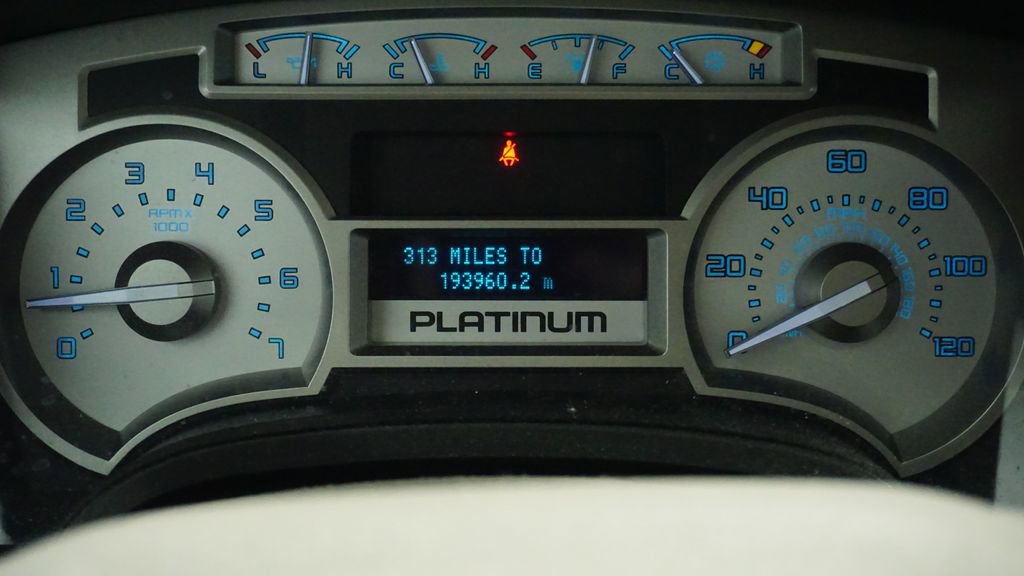 L H C H E F C H
3 4
2 RPM X 5
1000
1 6
0 7
313 MILES TO
193960.2 m
PLATINUM
60
40 MPH 80
20 100
0 120